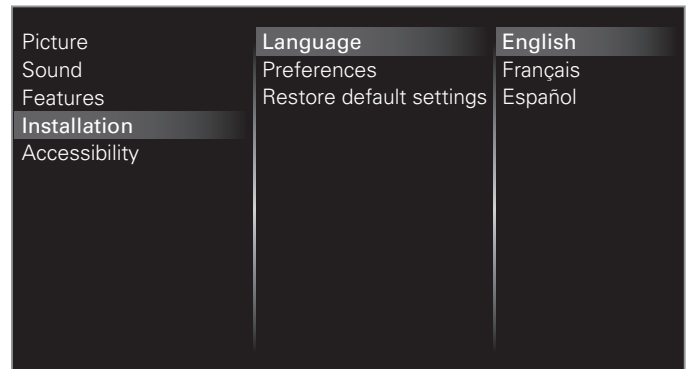 Picture
Sound
Features
Installation
Accessibility
Language
Preferences
Restore default settings
English
Français
Español